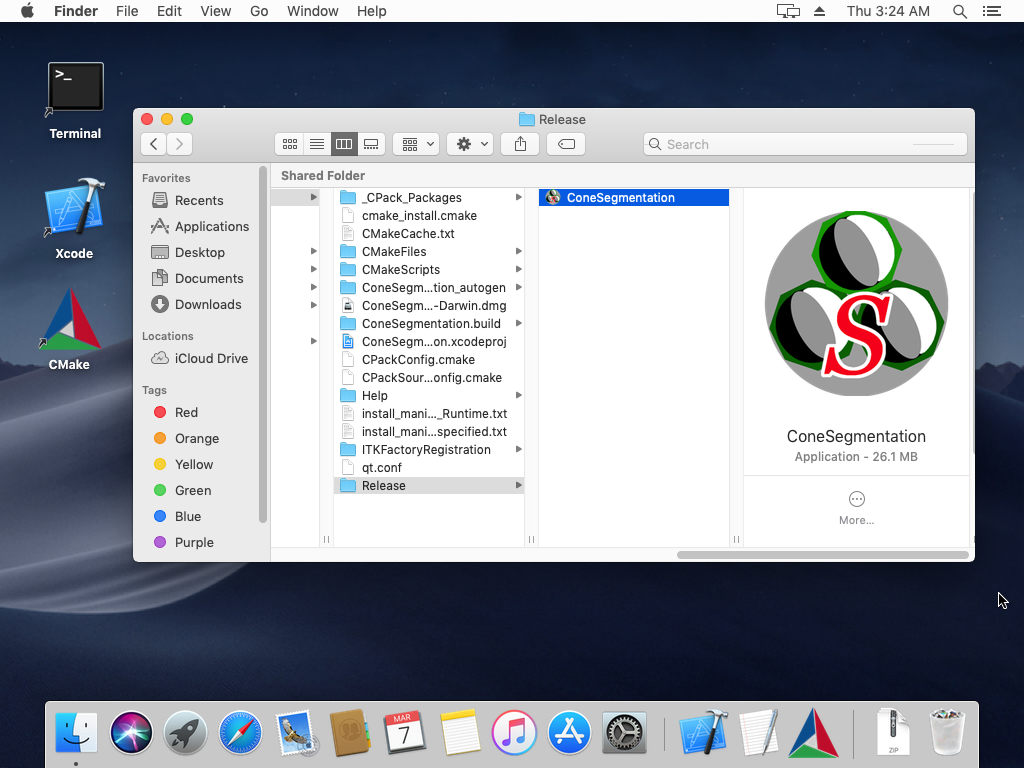 Finder File Edit View Go Window Help Thu 3:24 AM
>_
Terminal
Xcode
CMake
Release
Search
Shared Folder
Favorites
Recents
Applications
Desktop
Documents
Downloads
Locations
iCloud Drive
Tags
Red
Orange
Yellow
Green
Blue
Purple
_CPack_Packages
cmake_install.cmake
CMakeCache.txt
CMakeFiles
CMakeScripts
ConeSegm...tion_autogen
ConeSegm...-Darwin.dmg
ConeSegmentation.build
ConeSegm...on.xcodeproj
CPackConfig.cmake
CPackSour...onfig.cmake
Help
install_mani..._Runtime.txt
install_mani...specified.txt
ITKFactoryRegistration
qt.conf
Release
ConeSegmentation
S
ConeSegmentation
Application - 26.1 MB
More...
MAR
7
ZIP